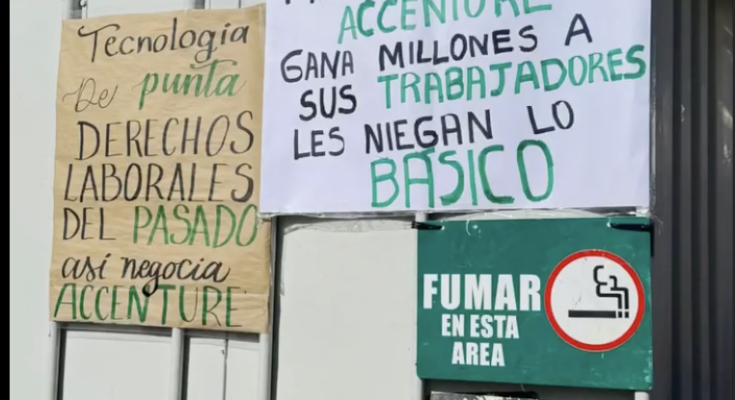 Tecnología
De punta
DERECHOS
LABORALES
DEL PASADO
así negocia
ACCENTURE
ACCENTURE
GANA MILLONES A
SUS TRABAJADORES
LES NIEGAN LO
BÁSICO
FUMAR
EN ESTA
AREA